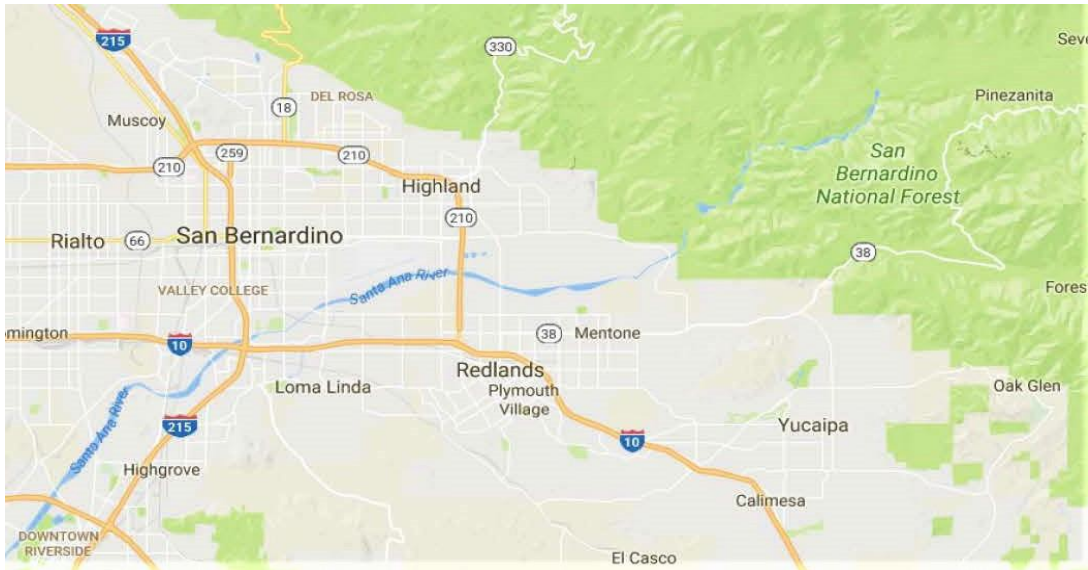 215
330
Seve
DEL ROSA
18
Pinezanita
Muscoy
259
210
210
San
Bernardino
National Forest
Highland
210
Rialto
66
San Bernardino
38
Santa Ana River
VALLEY COLLEGE
Fores
omington
10
38
Mentone
Redlands
Plymouth
Village
Loma Linda
Oak Glen
Santa Ana River
215
10
Yucaipa
Highgrove
Calimesa
DOWNTOWN
RIVERSIDE
El Casco